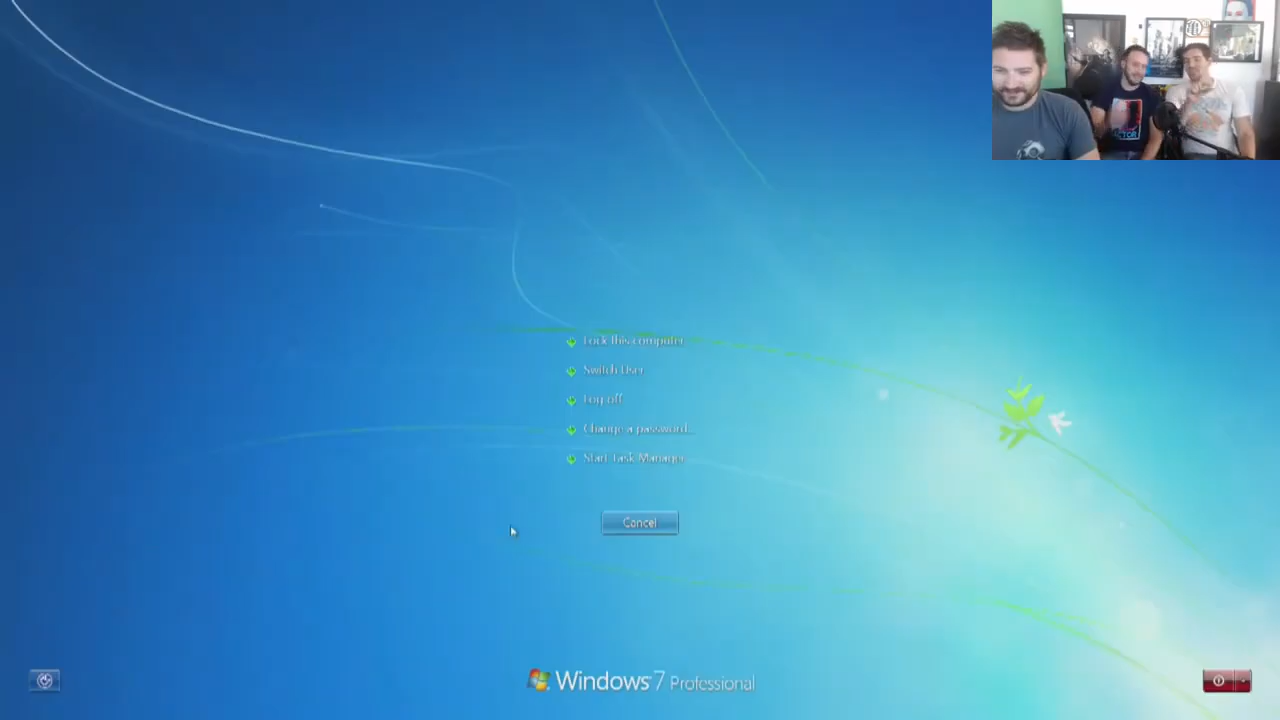 Lock this computer
Switch User
Log off
Change a password...
Start Task Manager
Cancel
Windows 7 Professional